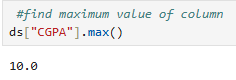 #find maximum value of column
ds["CGPA"].max()
10.0